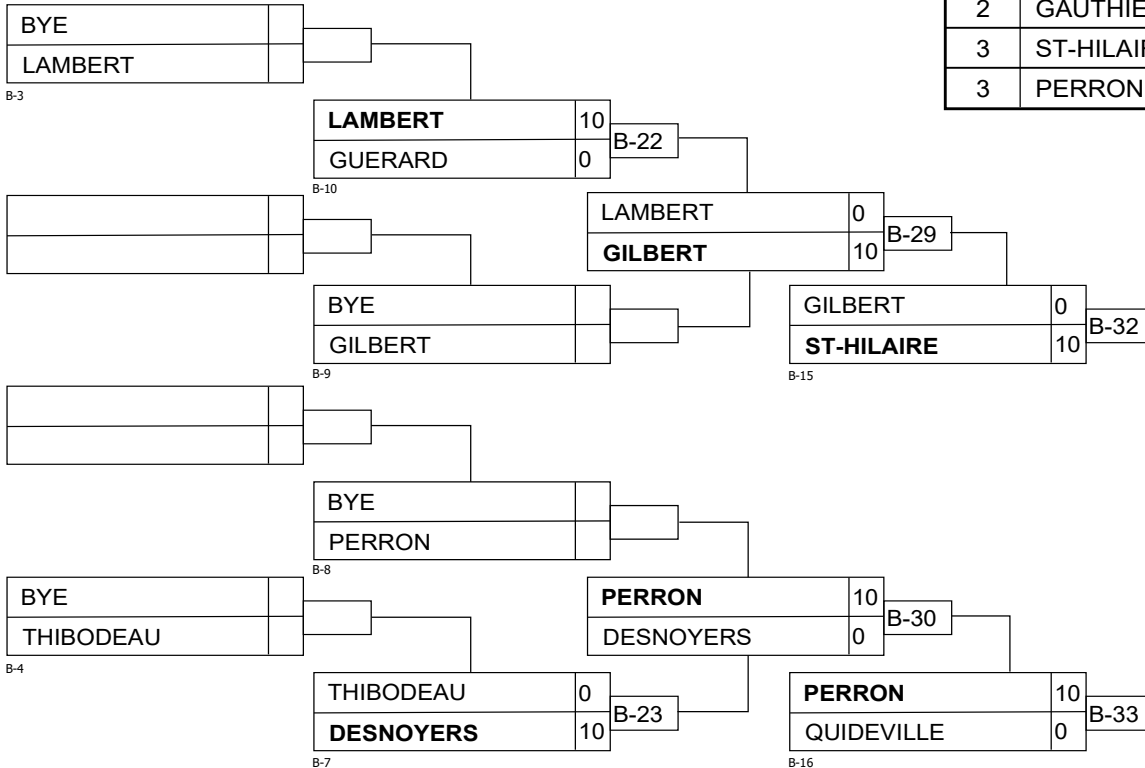 BYE
LAMBERT
B-3
2
3 ST-HILAI
3 PERRON
LAMBERT 10
GUERARD 0
B-22
B-10
LAMBERT 0
GILBERT 10
B-29
BYE
GILBERT
B-9
GILBERT 0
ST-HILAIRE 10
B-32
B-15
BYE
PERRON
B-8
BYE
THIBODEAU
B-4
PERRON 10
DESNOYERS 0
B-30
THIBODEAU 0
DESNOYERS 10
B-23
B-7
PERRON 10
QUIDEVILLE 0
B-33
B-16